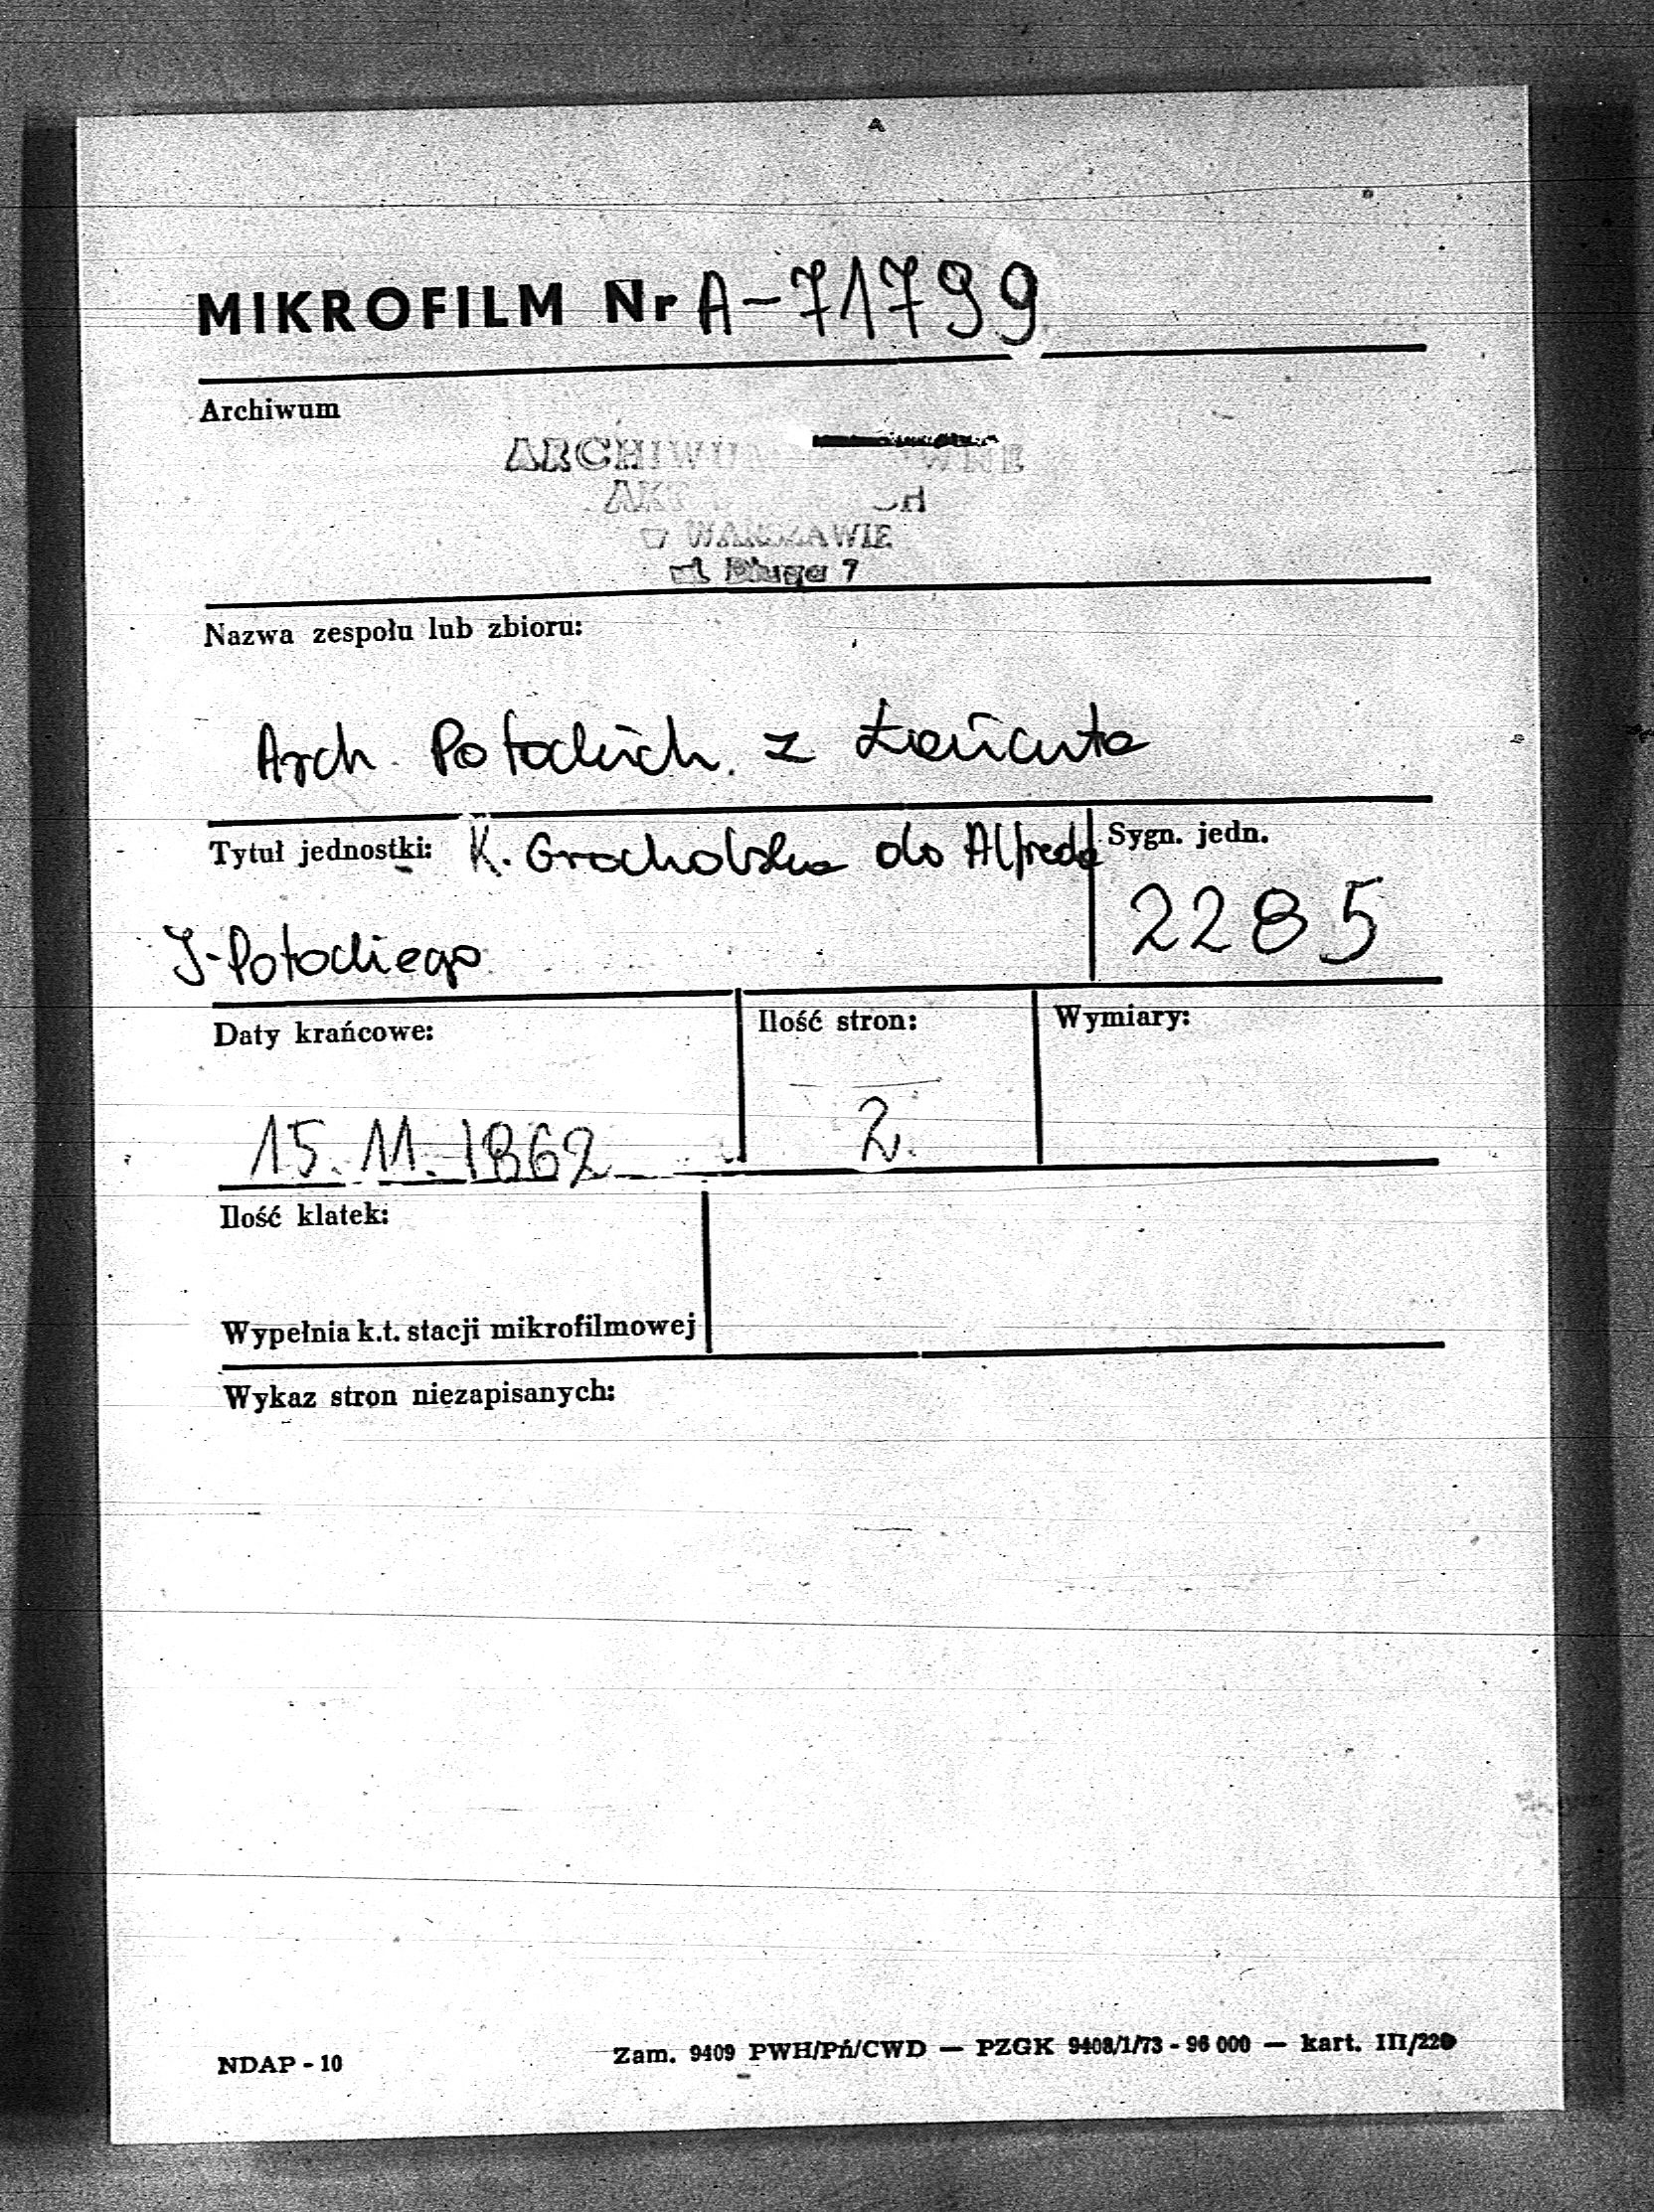 MIKROFILM Nr A-71799
Archiwum
ARCHIWUM
AKT
W WARSZAWIE
ul. Długa 7
Nazwa zespołu lub zbioru:
Arch. Potockich z Łańcuta
Tytuł jednostki: K. Grocholska do Alfreda
Sygn. jedn.
J. Potockiego
2285
Daty krańcowe:
Ilość stron:
Wymiary:
15.11.1862
2.
Ilość klatek:
Wypełnia k.t. stacji mikrofilmowej
Wykaz stron niezapisanych:
NDAP - 10
Zam. 9409 PWH/Pń/CWD — PZGK 9408/1/73 - 96 000 — kart. III/220